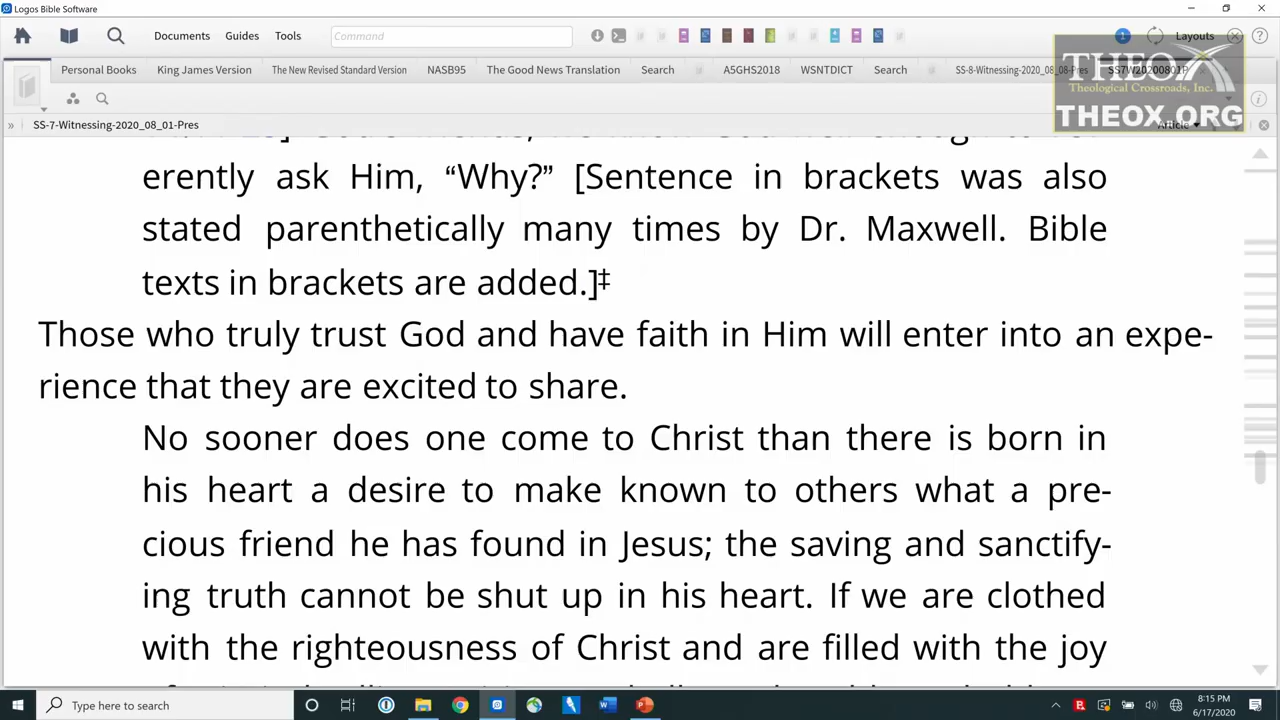 Logos Bible Software
Documents Guides Tools Command Layouts
THEOX
Theological Crossroads, Inc.
THEOX.ORG
Personal Books King James Version The New Revised Stan The Good News Translation Search A5GHS2018 WSNTDICT Search SS-8-Witnessing-2020_08_08-Pres SS7W20200801P
SS-7-Witnessing-2020_08_01-Pres Article
erently ask Him, “Why?” [Sentence in brackets was also
stated parenthetically many times by Dr. Maxwell. Bible
texts in brackets are added.]‡
Those who truly trust God and have faith in Him will enter into an expe-
rience that they are excited to share.
No sooner does one come to Christ than there is born in
his heart a desire to make known to others what a pre-
cious friend he has found in Jesus; the saving and sanctify-
ing truth cannot be shut up in his heart. If we are clothed
with the righteousness of Christ and are filled with the joy
Type here to search
8:15 PM
6/17/2020